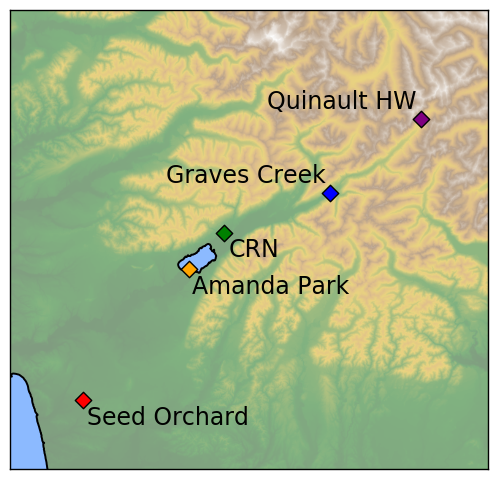 Quinault HW
Graves Creek
CRN
Amanda Park
Seed Orchard